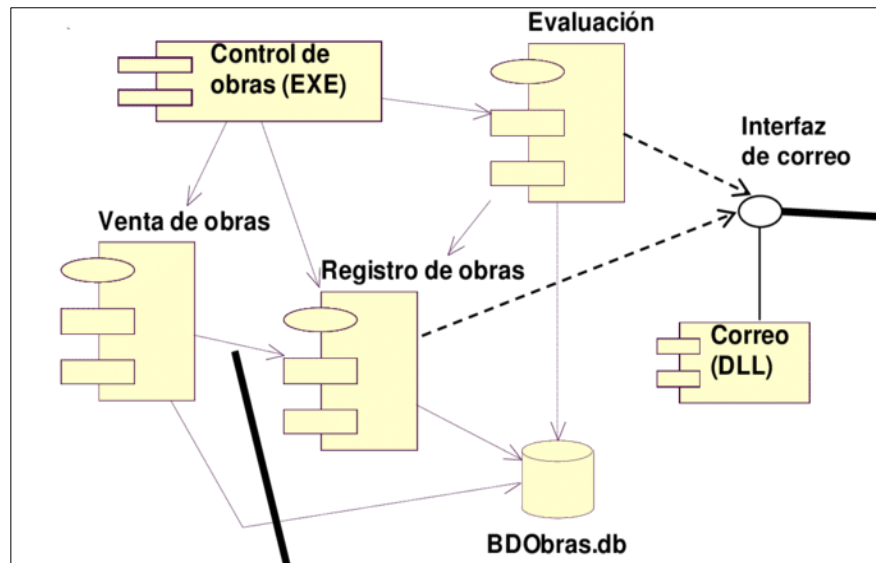 Evaluación
Control de
obras (EXE)
Interfaz
de correo
Venta de obras
Registro de obras
Correo
(DLL)
BDObras.db